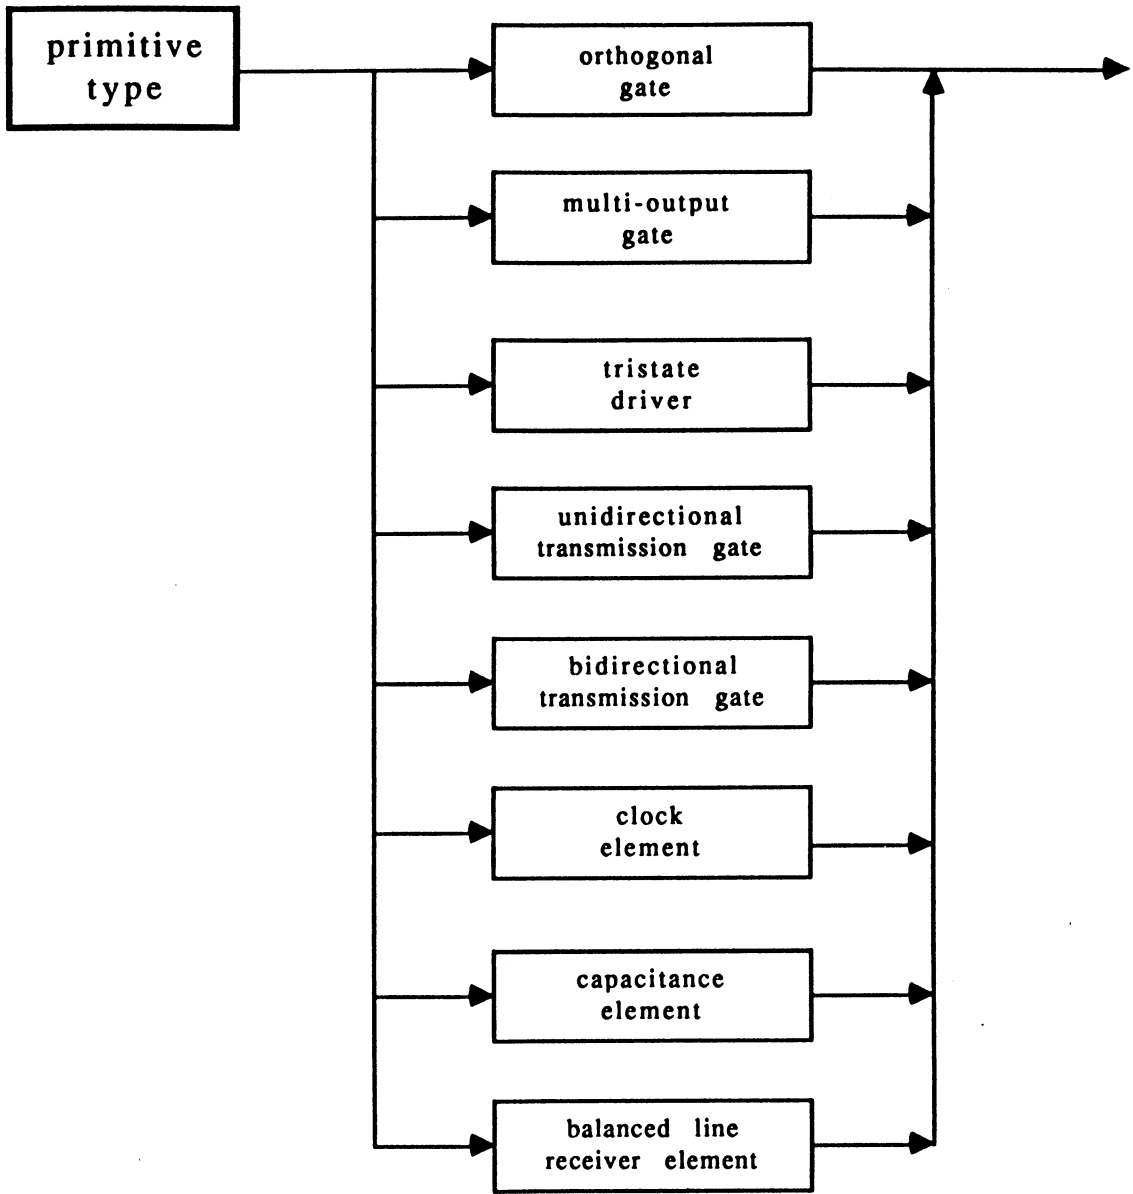 primitive
type
orthogonal
gate
multi-output
gate
tristate
driver
unidirectional
transmission gate
bidirectional
transmission gate
clock
element
capacitance
element
balanced line
receiver element